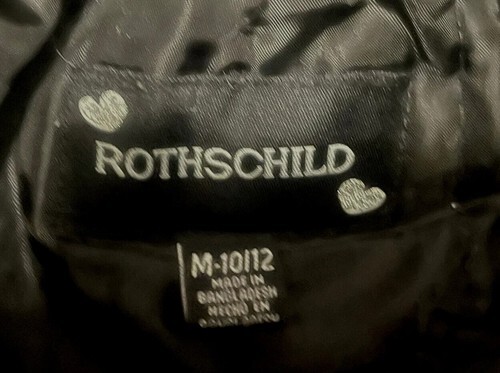 ROTHSCHILD
M-10/12
MADE IN
BANGLADESH
HECHO EN